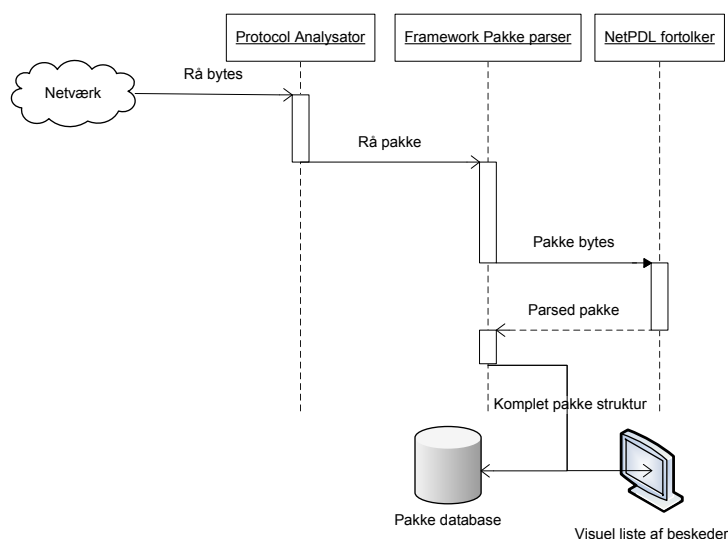 Protocol Analysator
Framework Pakke parser
NetPDL fortolker
Rå bytes
Netværk
Rå pakke
Pakke bytes
Parsed pakke
Komplet pakke struktur
Pakke database
Visuel liste af beskeder